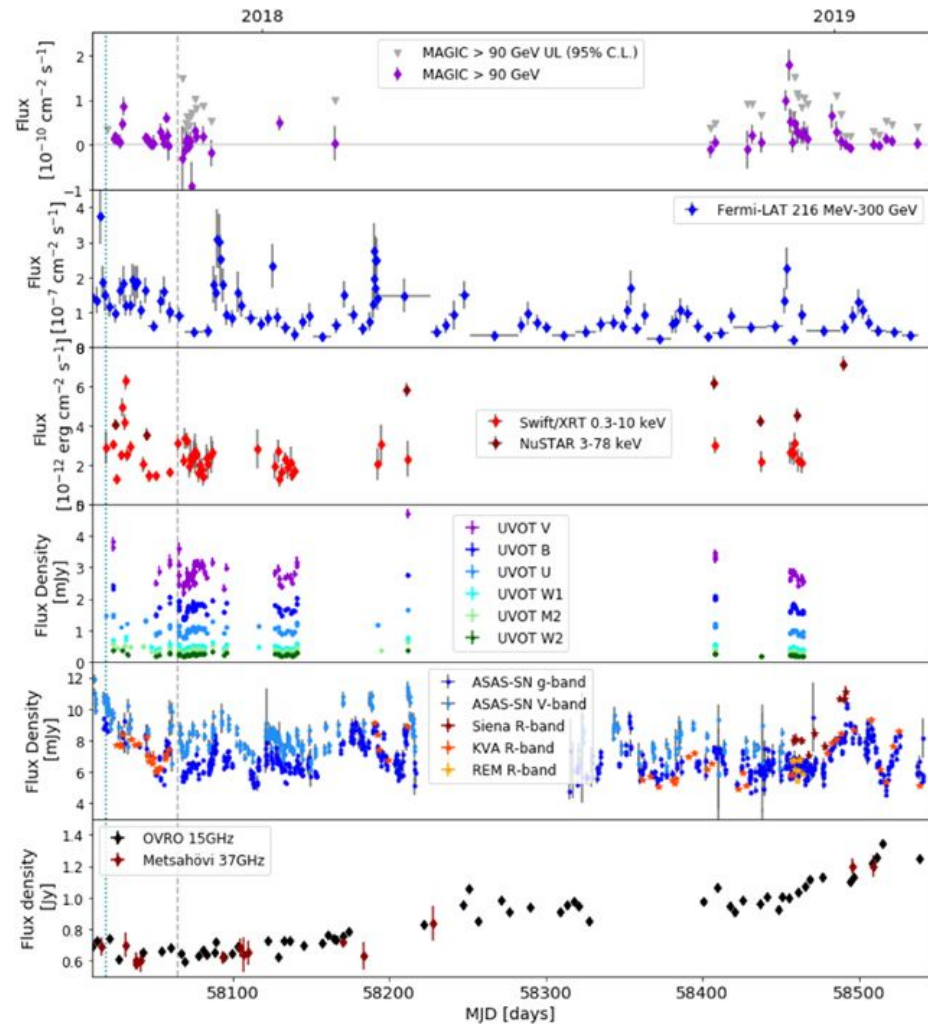 2018 2019
Flux
[10⁻¹⁰ cm⁻² s⁻¹]
2
1
0
−1
MAGIC > 90 GeV UL (95% C.L.)
MAGIC > 90 GeV
Flux
[10⁻⁷ cm⁻² s⁻¹]
4
3
2
1
Fermi-LAT 216 MeV-300 GeV
Flux
[10⁻¹² erg cm⁻² s⁻¹]
6
4
2
Swift/XRT 0.3-10 keV
NuSTAR 3-78 keV
Flux Density
[mJy]
4
3
2
1
0
UVOT V
UVOT B
UVOT U
UVOT W1
UVOT M2
UVOT W2
Flux Density
[mJy]
12
10
8
6
4
ASAS-SN g-band
ASAS-SN V-band
Siena R-band
KVA R-band
REM R-band
Flux density
[Jy]
1.4
1.2
1.0
0.8
0.6
OVRO 15GHz
Metsahövi 37GHz
58100 58200 58300 58400 58500
MJD [days]